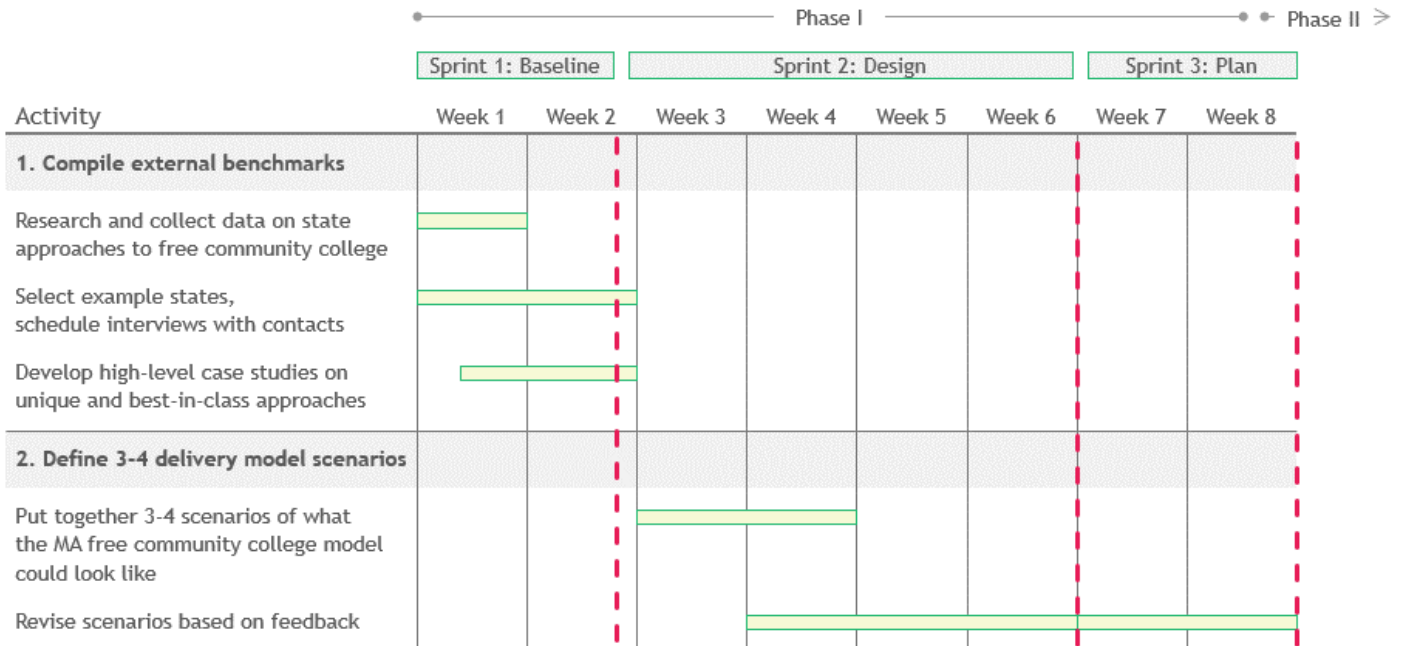 Phase I
Phase II
Sprint 1: Baseline
Sprint 2: Design
Sprint 3: Plan
Activity
Week 1
Week 2
Week 3
Week 4
Week 5
Week 6
Week 7
Week 8
1. Compile external benchmarks
Research and collect data on state
approaches to free community college
Select example states,
schedule interviews with contacts
Develop high-level case studies on
unique and best-in-class approaches
2. Define 3-4 delivery model scenarios
Put together 3-4 scenarios of what
the MA free community college model
could look like
Revise scenarios based on feedback